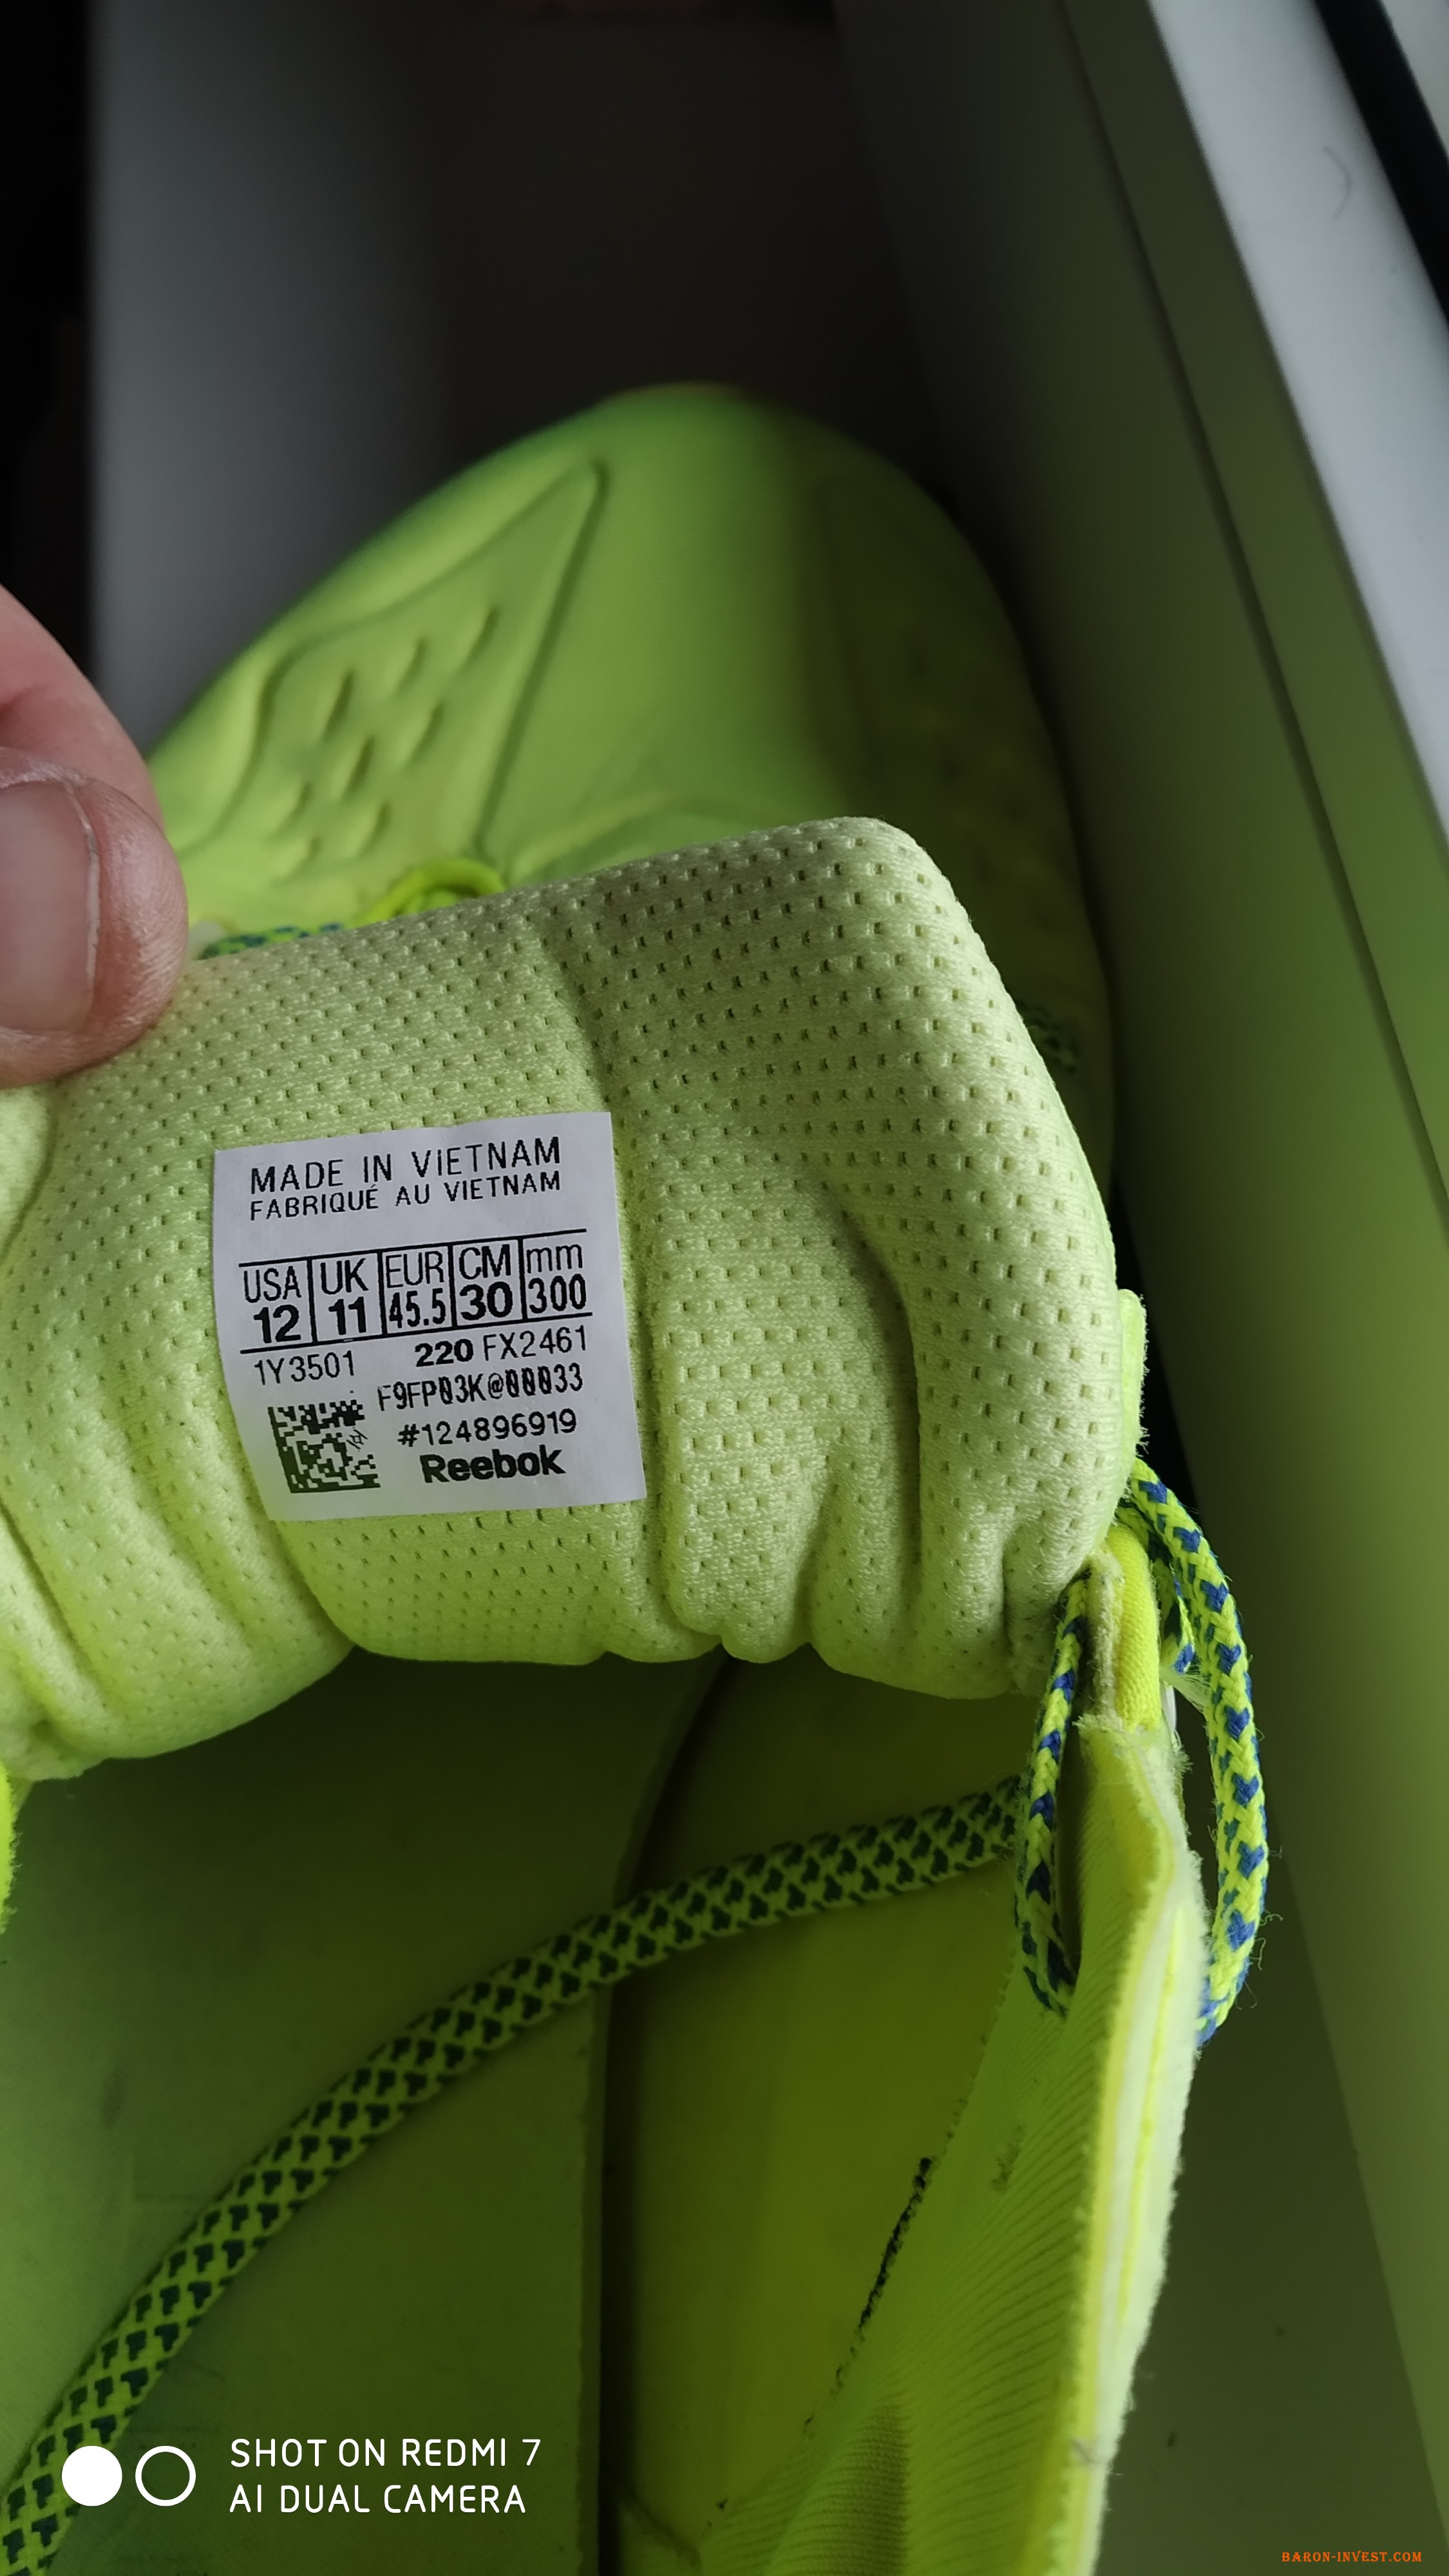 MADE IN VIETNAM
FABRIQUÉ AU VIETNAM
USA UK EUR CM mm
12 11 45.5 30 300
1Y3501 220 FX2461
F9FP03K@00033
#124896919
Reebok
SHOT ON REDMI 7
AI DUAL CAMERA
BARON-INVEST.COM